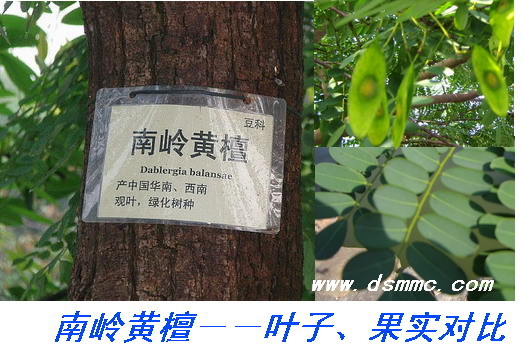 豆科
南岭黄檀
Dablergia balansae
产中国华南、西南
观叶，绿化树种
www.dsmmc.com
南岭黄檀－－叶子、果实对比